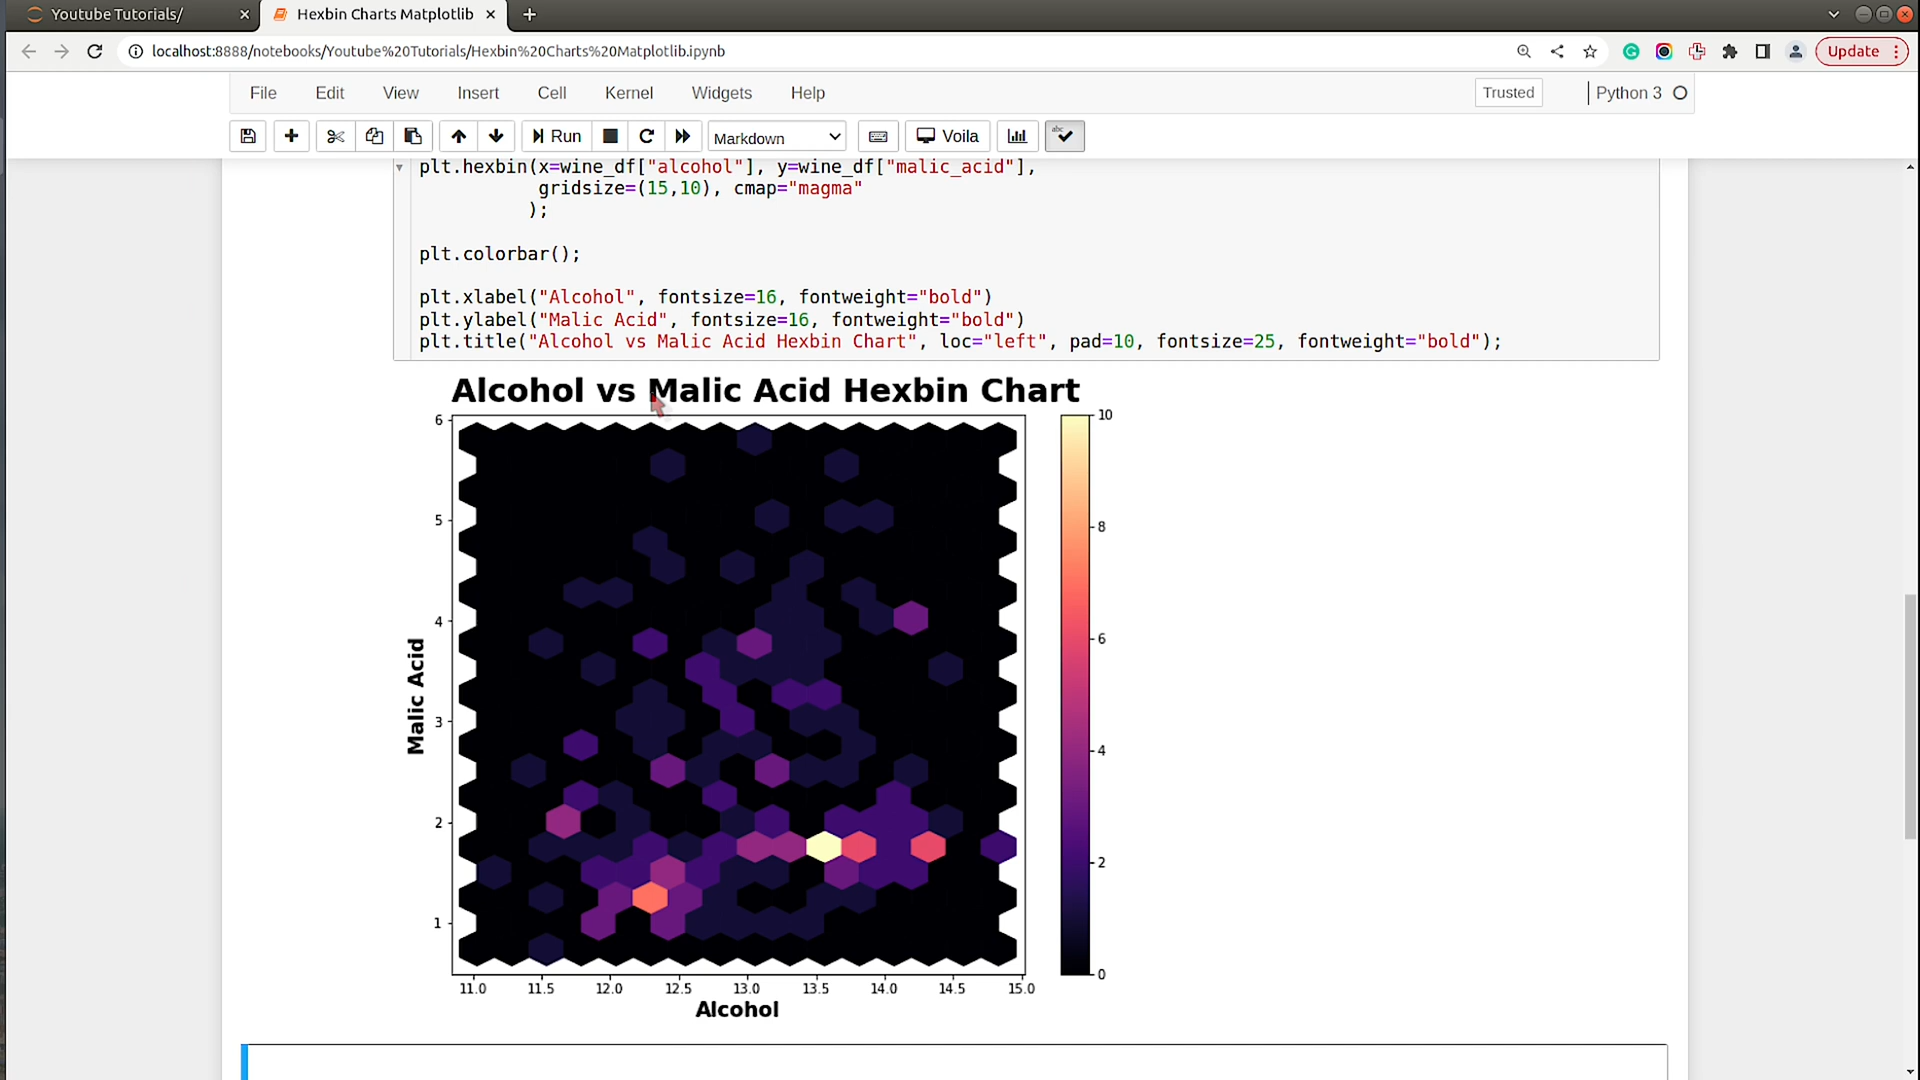 Youtube Tutorials/
Hexbin Charts Matplotlib
localhost:8888/notebooks/Youtube%20Tutorials/Hexbin%20Charts%20Matplotlib.ipynb
Update
File Edit View Insert Cell Kernel Widgets Help
Trusted
Python 3
Run
Markdown
Voila
abc
plt.hexbin(x=wine_df["alcohol"], y=wine_df["malic_acid"],
gridsize=(15,10), cmap="magma"
);
plt.colorbar();
plt.xlabel("Alcohol", fontsize=16, fontweight="bold")
plt.ylabel("Malic Acid", fontsize=16, fontweight="bold")
plt.title("Alcohol vs Malic Acid Hexbin Chart", loc="left", pad=10, fontsize=25, fontweight="bold");
Alcohol vs Malic Acid Hexbin Chart
6
5
4
3
2
1
Malic Acid
11.0 11.5 12.0 12.5 13.0 13.5 14.0 14.5 15.0
Alcohol
10
8
6
4
2
0